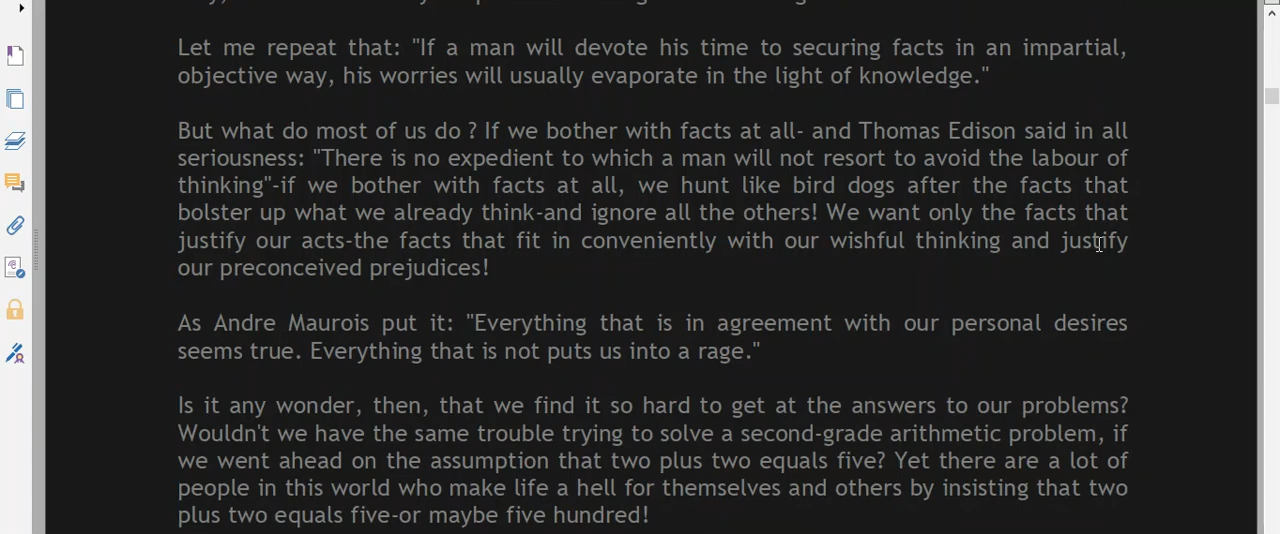 Let me repeat that: "If a man will devote his time to securing facts in an impartial,
objective way, his worries will usually evaporate in the light of knowledge."
But what do most of us do ? If we bother with facts at all- and Thomas Edison said in all
seriousness: "There is no expedient to which a man will not resort to avoid the labour of
thinking"-if we bother with facts at all, we hunt like bird dogs after the facts that
bolster up what we already think-and ignore all the others! We want only the facts that
justify our acts-the facts that fit in conveniently with our wishful thinking and justify
our preconceived prejudices!
As Andre Maurois put it: "Everything that is in agreement with our personal desires
seems true. Everything that is not puts us into a rage."
Is it any wonder, then, that we find it so hard to get at the answers to our problems?
Wouldn't we have the same trouble trying to solve a second-grade arithmetic problem, if
we went ahead on the assumption that two plus two equals five? Yet there are a lot of
people in this world who make life a hell for themselves and others by insisting that two
plus two equals five-or maybe five hundred!